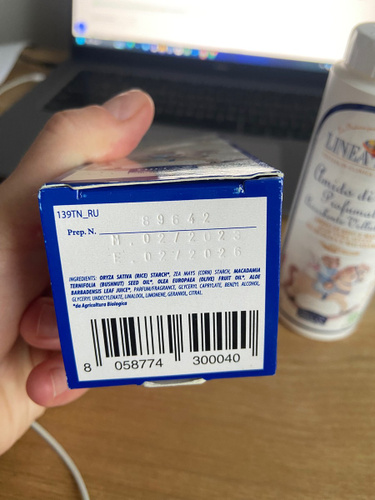 139TN_RU
89642
Prep. N.
M. 02/2023
E. 02/2026
INGREDIENTS: ORYZA SATIVA (RICE) STARCH*, ZEA MAYS (CORN) STARCH, MACADAMIA
TERNIFOLIA (BUSHNUT) SEED OIL*, OLEA EUROPAEA (OLIVE) FRUIT OIL*, ALOE
BARBADENSIS LEAF JUICE*, PARFUM/FRAGRANCE, GLYCERYL CAPRYLATE, BENZYL ALCOHOL,
GLYCERYL UNDECYLENATE, LINALOOL, LIMONENE, GERANIOL, CITRAL.
*da Agricoltura Biologica
8 058774 300040
LINEA
Amido di
Profumat